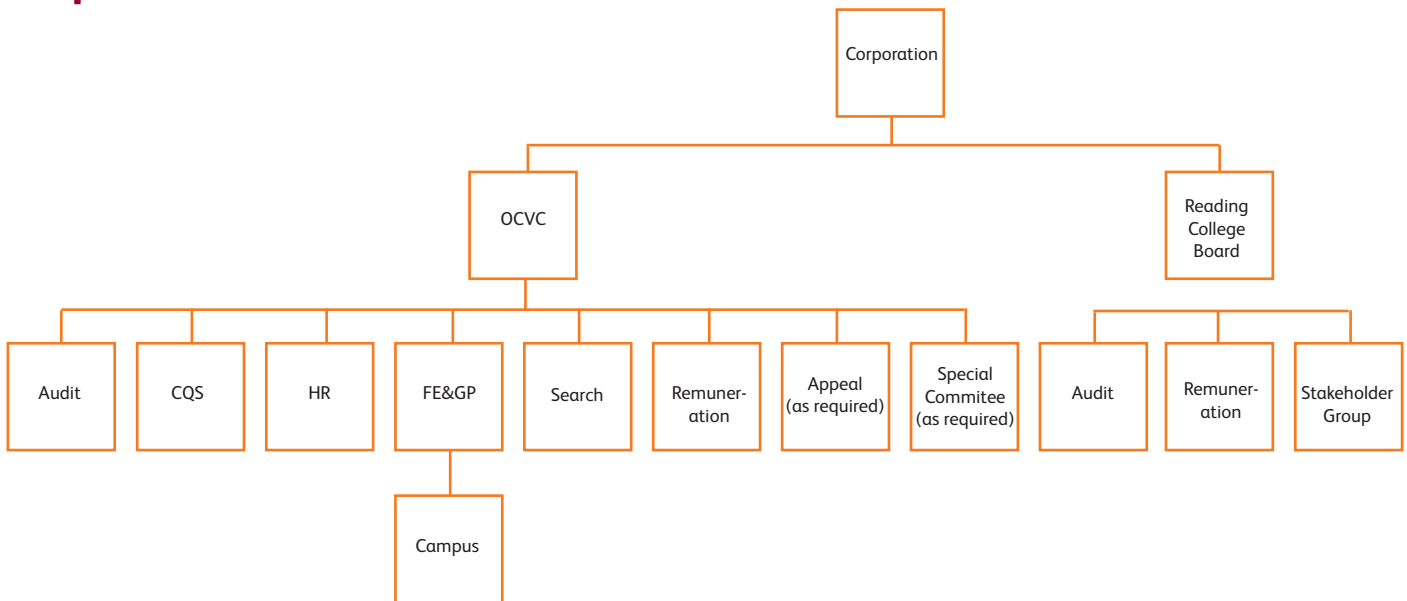 Corporation
OCVC
Reading
College
Board
Audit
CQS
HR
FE&GP
Search
Remuner-
ation
Appeal
(as required)
Special
Commitee
(as required)
Audit
Remuner-
ation
Stakeholder
Group
Campus